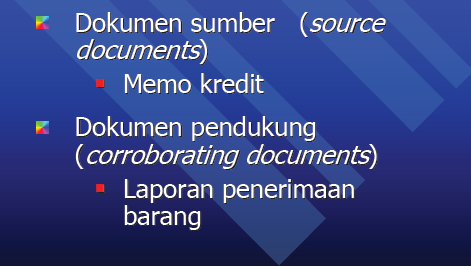 Dokumen sumber (source
documents)
Memo kredit
Dokumen pendukung
(corroborating documents)
Laporan penerimaan
barang